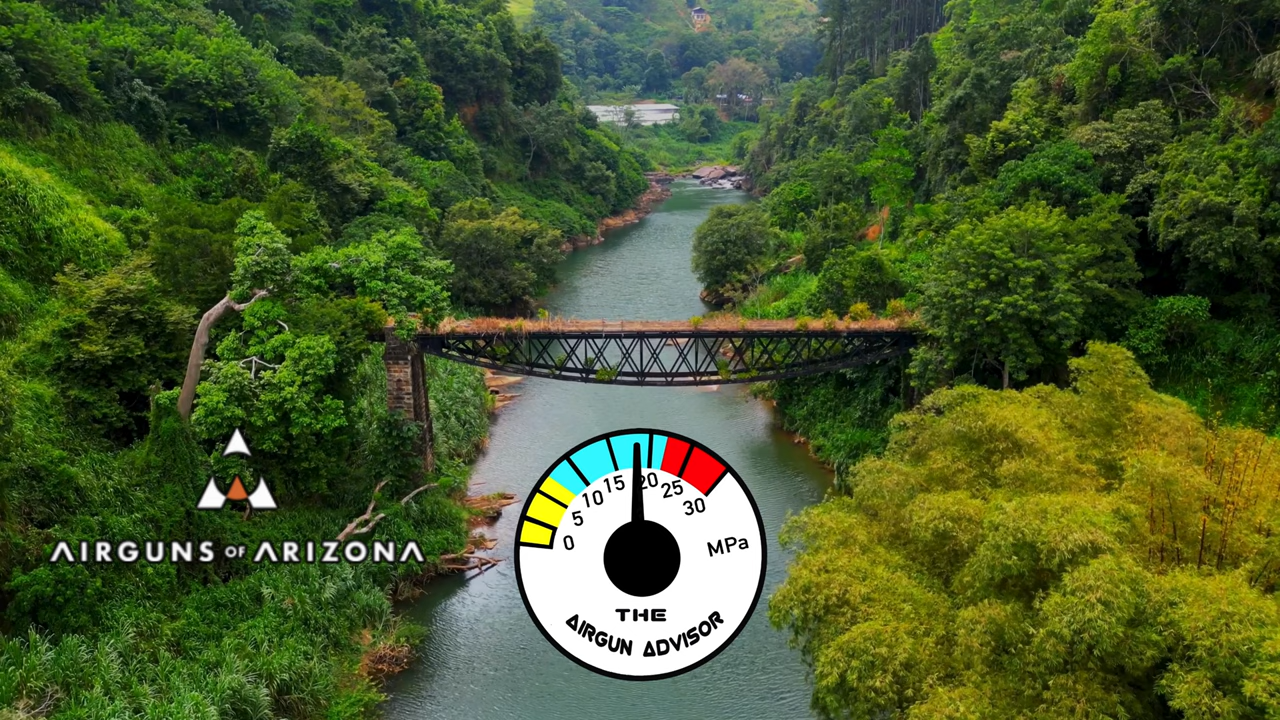 AIRGUNS OF ARIZONA
0 5 10 15 20 25 30
MPa
THE
AIRGUN ADVISOR